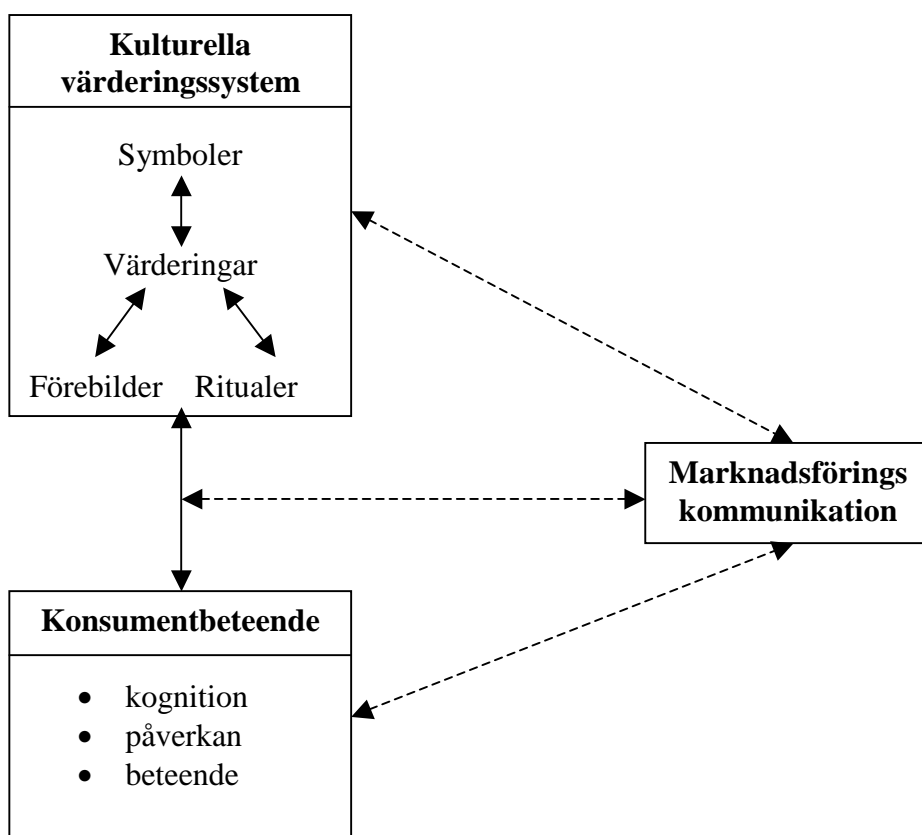 Kulturella
värderingssystem
Symboler
Värderingar
Förebilder Ritualer
Marknadsförings
kommunikation
Konsumentbeteende
• kognition
• påverkan
• beteende